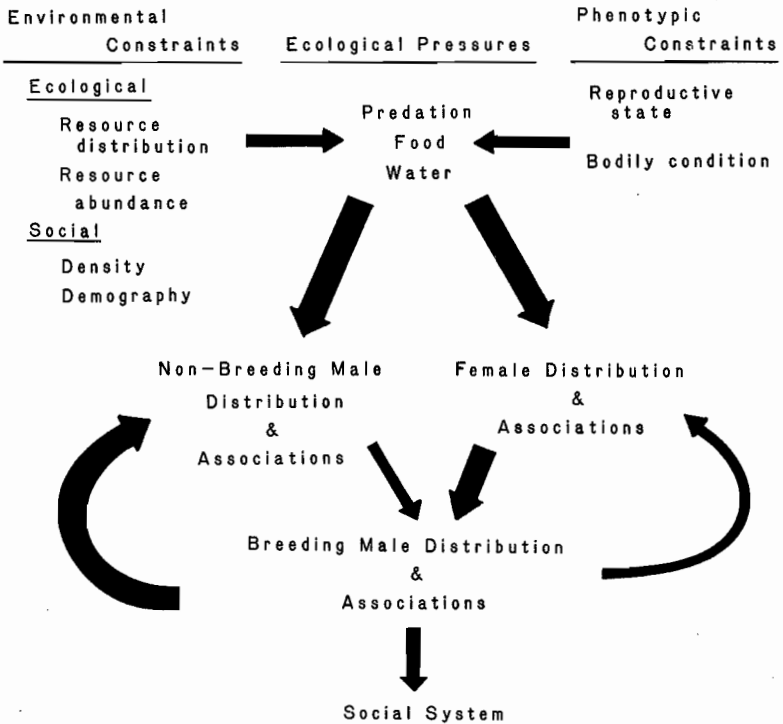 Environmental
Constraints
Ecological Pressures
Phenotypic
Constraints
Ecological
Resource
distribution
Resource
abundance
Social
Density
Demography
Predation
Food
Water
Reproductive
state
Bodily condition
Non-Breeding Male
Distribution
&
Associations
Female Distribution
&
Associations
Breeding Male Distribution
&
Associations
Social System